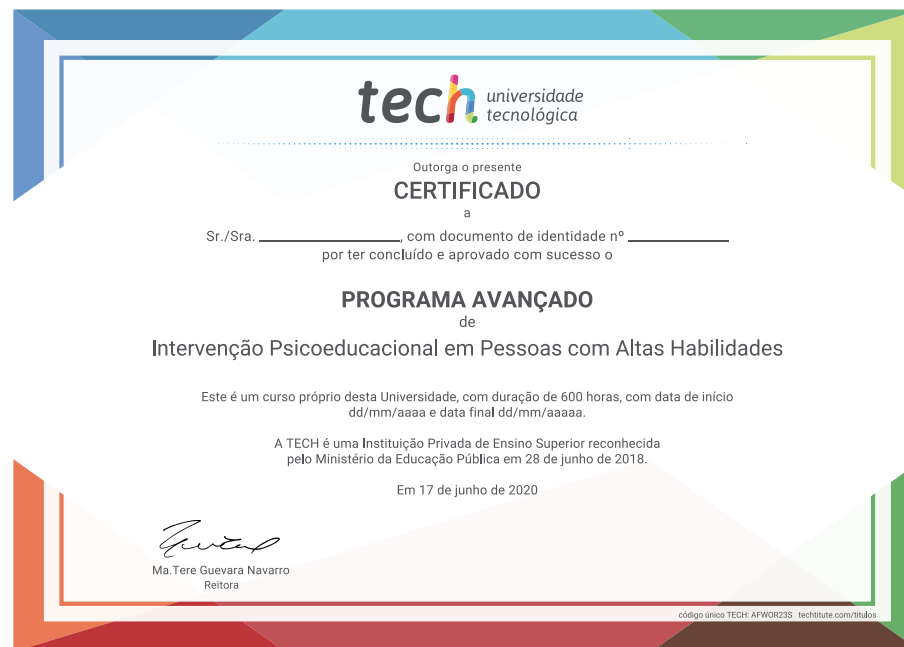 tech universidade
tecnológica
Outorga o presente
CERTIFICADO
a
Sr./Sra. ____________, com documento de identidade nº ____________
por ter concluído e aprovado com sucesso o
PROGRAMA AVANÇADO
de
Intervenção Psicoeducacional em Pessoas com Altas Habilidades
Este é um curso próprio desta Universidade, com duração de 600 horas, com data de início
dd/mm/aaaa e data final dd/mm/aaaaa.
A TECH é uma Instituição Privada de Ensino Superior reconhecida
pelo Ministério da Educação Pública em 28 de junho de 2018.
Em 17 de junho de 2020
Ma.Tere Guevara Navarro
Reitora
código único TECH: AFWOR23S techtitute.com/titulos